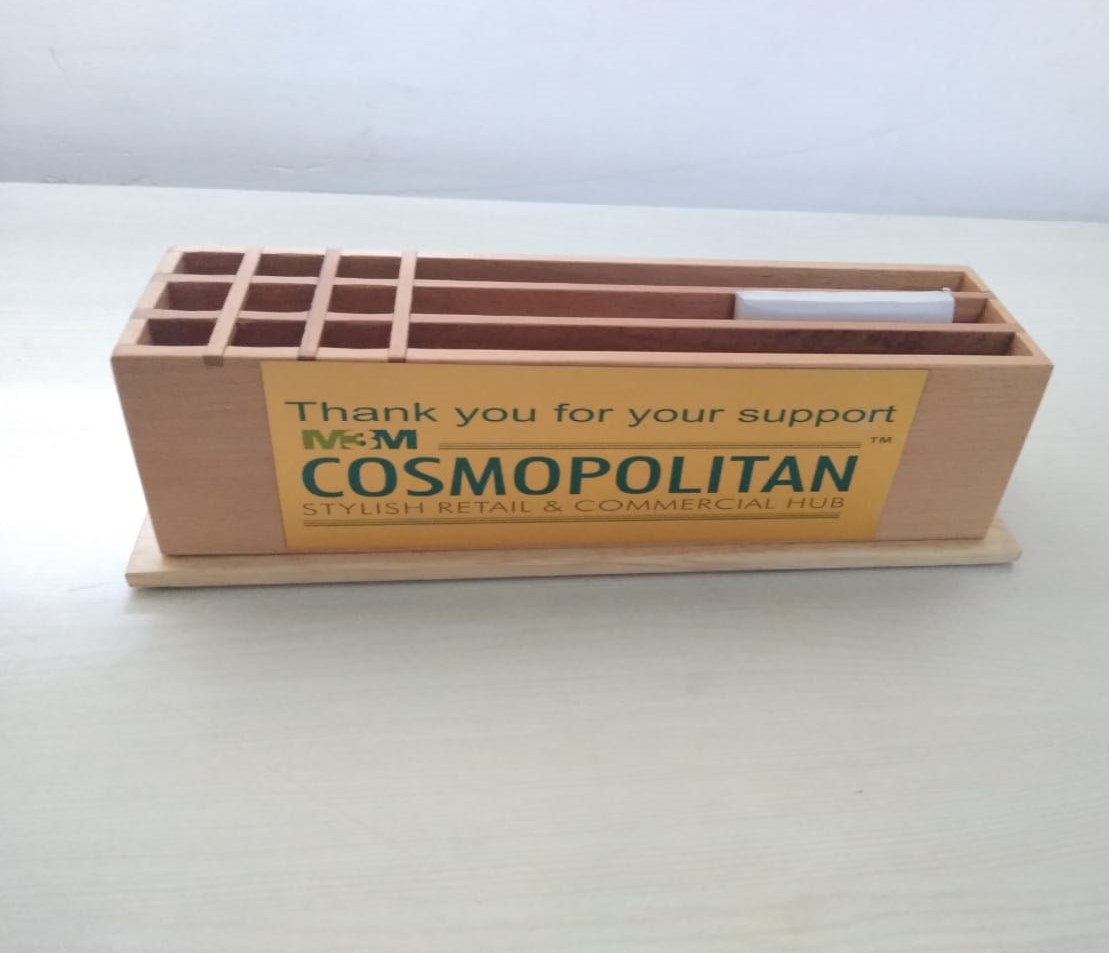 Thank you for your support
M3M
TM
COSMOPOLITAN
STYLISH RETAIL & COMMERCIAL HUB